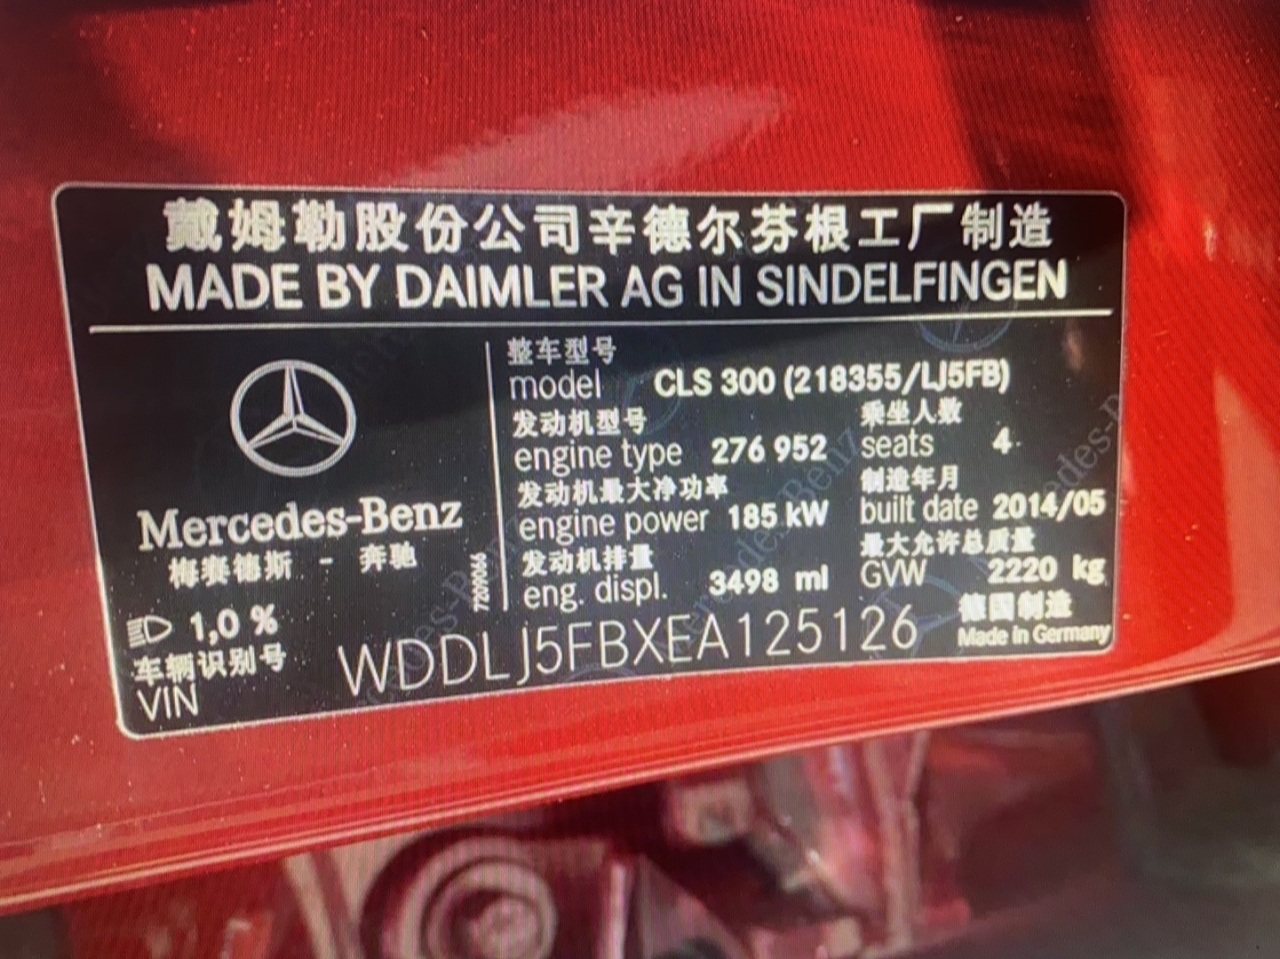 戴姆勒股份公司辛德尔芬根工厂制造
MADE BY DAIMLER AG IN SINDELFINGEN
整车型号
model CLS 300 (218355/LJ5FB)
发动机型号 乘坐人数
engine type 276 952 seats 4
发动机最大净功率 制造年月
engine power 185 kW built date 2014/05
发动机排量 最大允许总质量
eng. displ. 3498 ml GVW 2220 kg
Mercedes-Benz
梅赛德斯 - 奔驰
7209066
1,0 %
德国制造
Made in Germany
车辆识别号
VIN WDDLJ5FBXEA125126